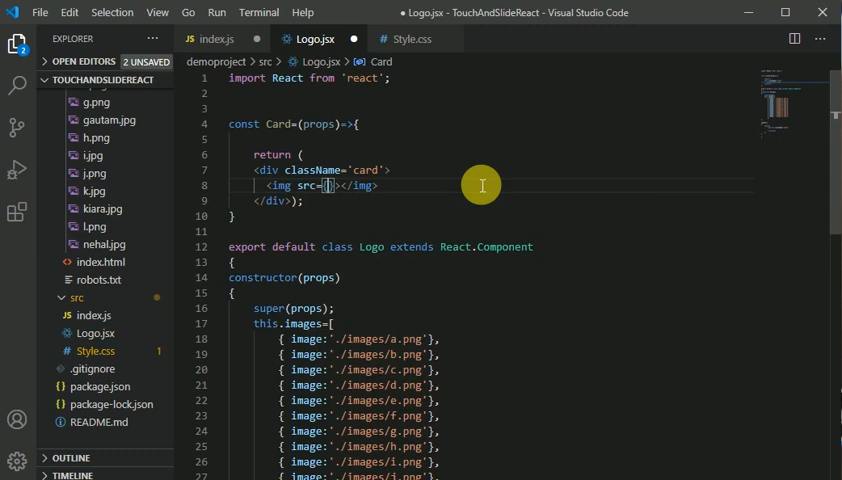 File Edit Selection View Go Run Terminal Help
● Logo.jsx - TouchAndSlideReact - Visual Studio Code
EXPLORER ...
JS index.js
Logo.jsx
# Style.css
2
OPEN EDITORS 2 UNSAVED
TOUCHANDSLIDEREACT
g.png
gautam.jpg
h.png
i.jpg
j.png
k.jpg
kiara.jpg
l.png
nehal.jpg
index.html
robots.txt
src
JS index.js
Logo.jsx
# Style.css 1
.gitignore
package.json
package-lock.json
README.md
OUTLINE
TIMELINE
demoproject > src > Logo.jsx > Card
1 import React from 'react';
2
3
4 const Card=(props)=>{
5
6 return (
7 <div className='card'>
8 <img src={}></img>
9 </div>);
10 }
11
12 export default class Logo extends React.Component
13 {
14 constructor(props)
15 {
16 super(props);
17 this.images=[
18 { image:'./images/a.png'},
19 { image:'./images/b.png'},
20 { image:'./images/c.png'},
21 { image:'./images/d.png'},
22 { image:'./images/e.png'},
23 { image:'./images/f.png'},
24 { image:'./images/g.png'},
25 { image:'./images/h.png'},
26 { image:'./images/i.png'},
27 { image:'./images/j.png'},